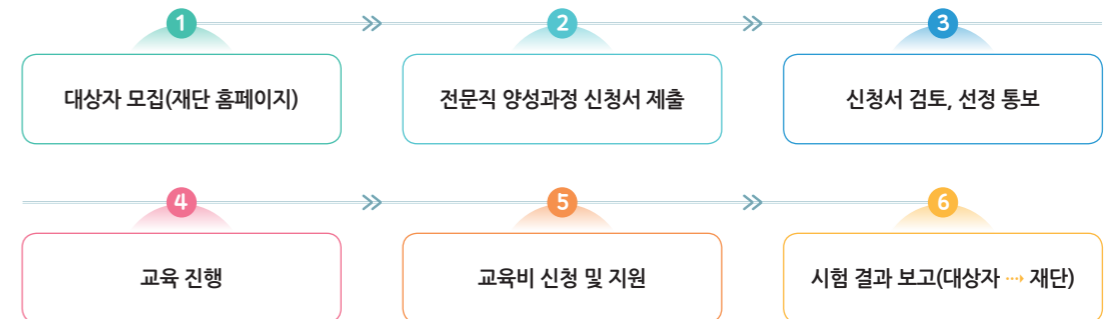 1
2
3
대상자 모집(재단 홈페이지)
전문직 양성과정 신청서 제출
신청서 검토, 선정 통보
4
5
6
교육 진행
교육비 신청 및 지원
시험 결과 보고(대상자 ⇢ 재단)